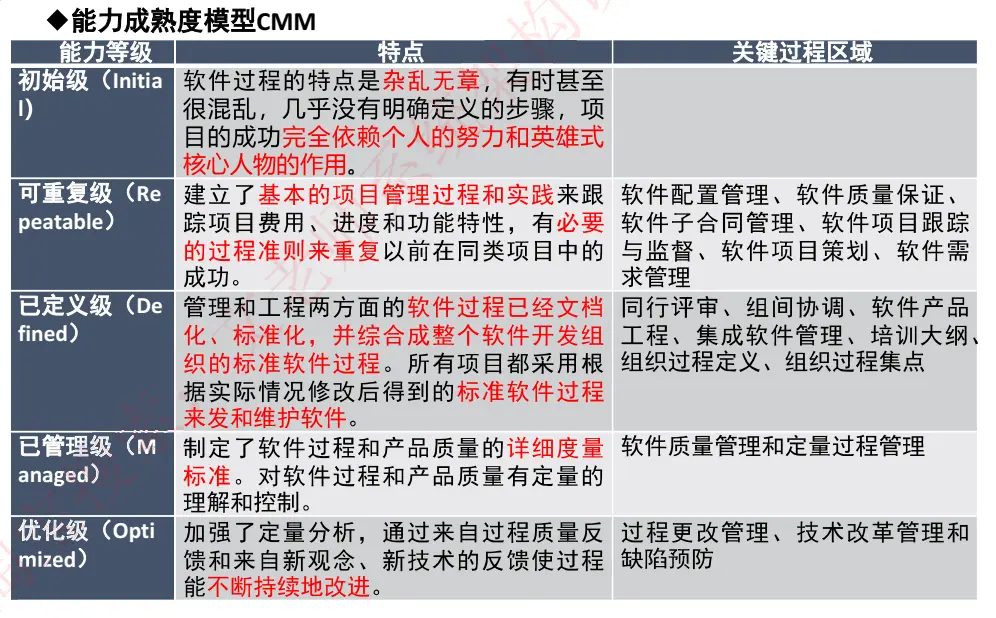 ◆能力成熟度模型CMM
能力等级 特点 关键过程区域
初始级（Initia
l）
软件过程的特点是杂乱无章，有时甚至
很混乱，几乎没有明确定义的步骤，项
目的成功完全依赖个人的努力和英雄式
核心人物的作用。
可重复级（Re
peatable）
建立了基本的项目管理过程和实践来跟
踪项目费用、进度和功能特性，有必要
的过程准则来重复以前在同类项目中的
成功。
软件配置管理、软件质量保证、
软件子合同管理、软件项目跟踪
与监督、软件项目策划、软件需
求管理
已定义级（De
fined）
管理和工程两方面的软件过程已经文档
化、标准化，并综合成整个软件开发组
织的标准软件过程。所有项目都采用根
据实际情况修改后得到的标准软件过程
来发和维护软件。
同行评审、组间协调、软件产品
工程、集成软件管理、培训大纲、
组织过程定义、组织过程集点
已管理级（M
anaged）
制定了软件过程和产品质量的详细度量
标准。对软件过程和产品质量有定量的
理解和控制。
软件质量管理和定量过程管理
优化级（Opti
mized）
加强了定量分析，通过来自过程质量反
馈和来自新观念、新技术的反馈使过程
能不断持续地改进。
过程更改管理、技术改革管理和
缺陷预防